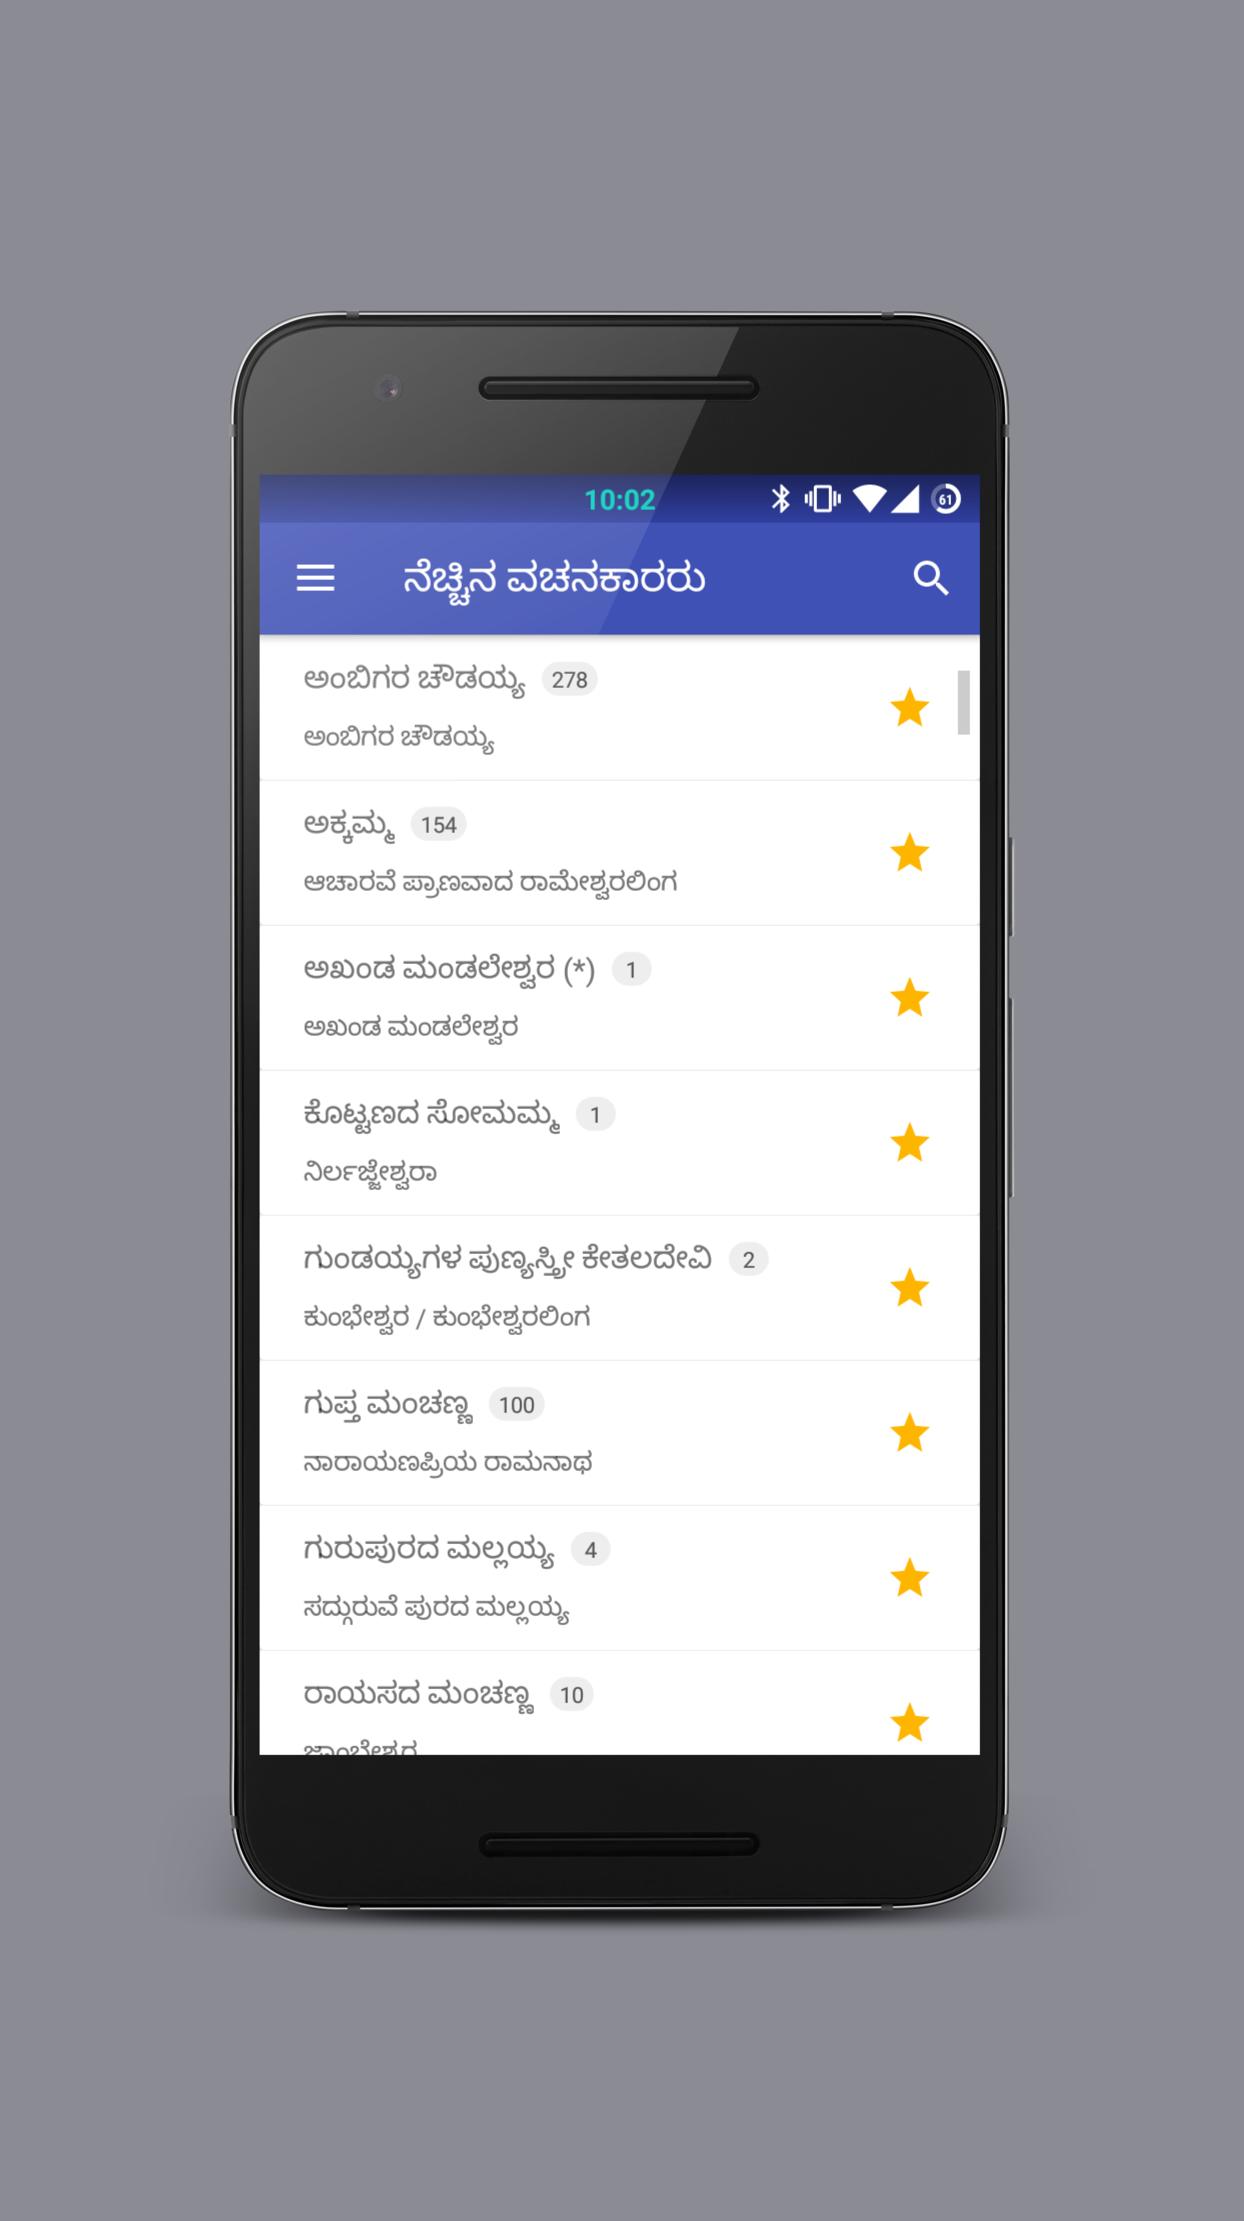 10:02
61
ನೆಚ್ಚಿನ ವಚನಕಾರರು
ಅಂಬಿಗರ ಚೌಡಯ್ಯ 278
ಅಂಬಿಗರ ಚೌಡಯ್ಯ
ಅಕ್ಕಮ್ಮ 154
ಆಚಾರವೆ ಪ್ರಾಣವಾದ ರಾಮೇಶ್ವರಲಿಂಗ
ಅಖಂಡ ಮಂಡಲೇಶ್ವರ (*) 1
ಅಖಂಡ ಮಂಡಲೇಶ್ವರ
ಕೊಟ್ಟಣದ ಸೋಮಮ್ಮ 1
ನಿರ್ಲಜ್ಜೇಶ್ವರಾ
ಗುಂಡಯ್ಯಗಳ ಪುಣ್ಯಸ್ತ್ರೀ ಕೇತಲದೇವಿ 2
ಕುಂಭೇಶ್ವರ / ಕುಂಭೇಶ್ವರಲಿಂಗ
ಗುಪ್ತ ಮಂಚಣ್ಣ 100
ನಾರಾಯಣಪ್ರಿಯ ರಾಮನಾಥ
ಗುರುಪುರದ ಮಲ್ಲಯ್ಯ 4
ಸದ್ಗುರುವೆ ಪುರದ ಮಲ್ಲಯ್ಯ
ರಾಯಸದ ಮಂಚಣ್ಣ 10